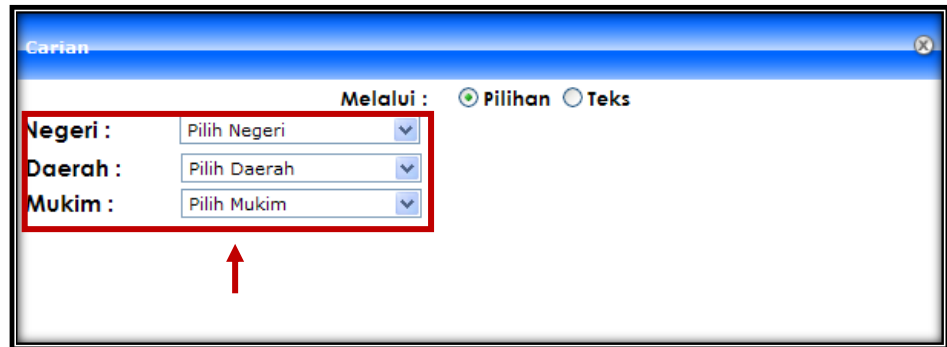 Carian
Melalui : Pilihan Teks
Negeri : Pilih Negeri
Daerah : Pilih Daerah
Mukim : Pilih Mukim